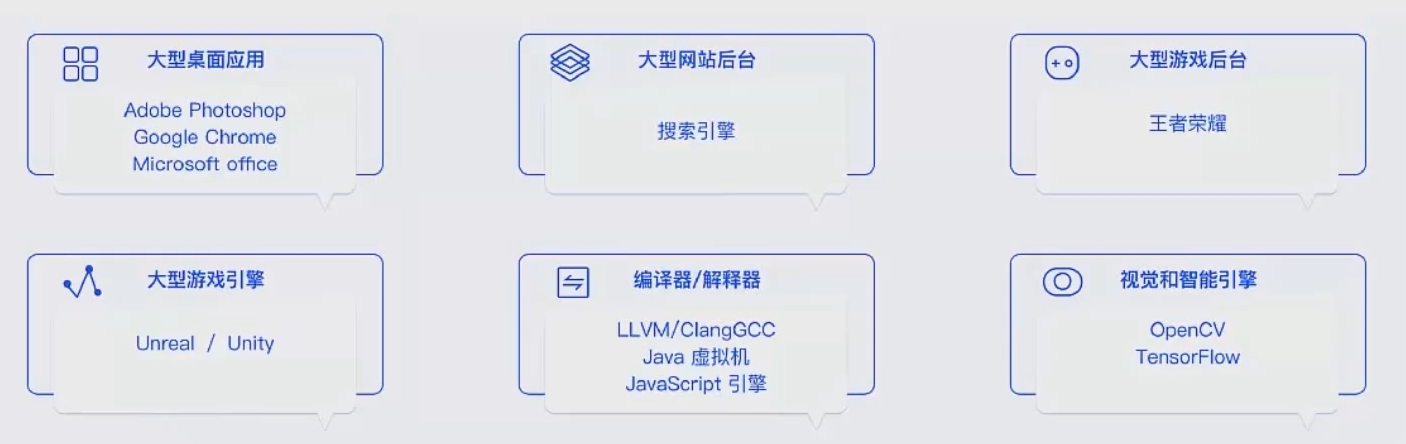 大型桌面应用
Adobe Photoshop
Google Chrome
Microsoft office
大型网站后台
搜索引擎
大型游戏后台
王者荣耀
大型游戏引擎
Unreal / Unity
编译器/解释器
LLVM/ClangGCC
Java 虚拟机
JavaScript 引擎
视觉和智能引擎
OpenCV
TensorFlow